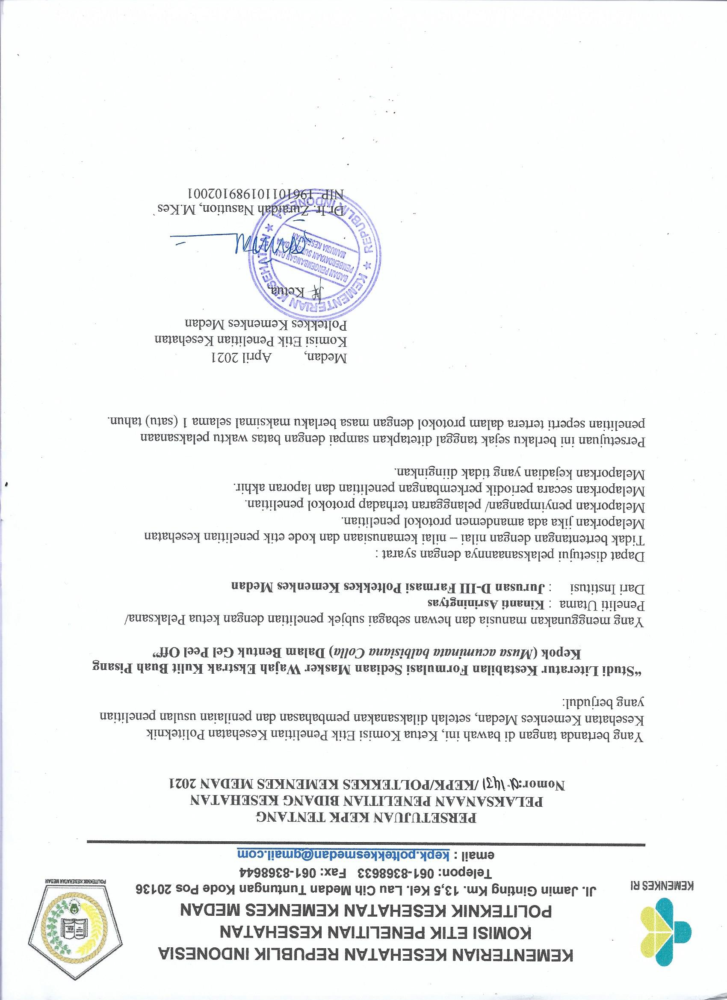 KEMENKES RI
KEMENTERIAN KESEHATAN REPUBLIK INDONESIA
KOMISI ETIK PENELITIAN KESEHATAN
POLITEKNIK KESEHATAN KEMENKES MEDAN
Jl. Jamin Ginting Km. 13,5 Kel. Lau Cih Medan Tuntungan Kode Pos 20136
Telepon: 061-8368633 Fax: 061-8368644
email : kepk.poltekkesmedan@gmail.com
POLITEKNIK KESEHATAN MEDAN
PERSETUJUAN KEPK TENTANG
PELAKSANAAN PENELITIAN BIDANG KESEHATAN
Nomor: /KEPK/POLTEKKES KEMENKES MEDAN 2021
Yang bertanda tangan di bawah ini, Ketua Komisi Etik Penelitian Kesehatan Politeknik
Kesehatan Kemenkes Medan, setelah dilaksanakan pembahasan dan penilaian usulan penelitian
yang berjudul:
“Studi Literatur Kestabilan Formulasi Sediaan Masker Wajah Ekstrak Kulit Buah Pisang
Kepok (Musa acuminata balbisiana Colla) Dalam Bentuk Gel Peel Off”
Yang menggunakan manusia dan hewan sebagai subjek penelitian dengan ketua Pelaksana/
Peneliti Utama : Kinanti Asriningtyas
Dari Institusi : Jurusan D-III Farmasi Poltekkes Kemenkes Medan
Dapat disetujui pelaksanaannya dengan syarat :
Tidak bertentangan dengan nilai – nilai kemanusiaan dan kode etik penelitian kesehatan
Melaporkan jika ada amandemen protokol penelitian.
Melaporkan penyimpangan/ pelanggaran terhadap protokol penelitian.
Melaporkan secara periodik perkembangan penelitian dan laporan akhir.
Melaporkan kejadian yang tidak diinginkan.
Persetujuan ini berlaku sejak tanggal ditetapkan sampai dengan batas waktu pelaksanaan
penelitian seperti tertera dalam protokol dengan masa berlaku maksimal selama 1 (satu) tahun.
Medan, April 2021
Komisi Etik Penelitian Kesehatan
Poltekkes Kemenkes Medan
Ketua,
KEMENTERIAN KESEHATAN
REPUBLIK INDONESIA
BADAN PENGEMBANGAN DAN
PEMBERDAYAAN SUMBER DAYA
MANUSIA KESEHATAN
Dr.Ir. Zuraidah Nasution, M.Kes
NIP. 196101101989102001